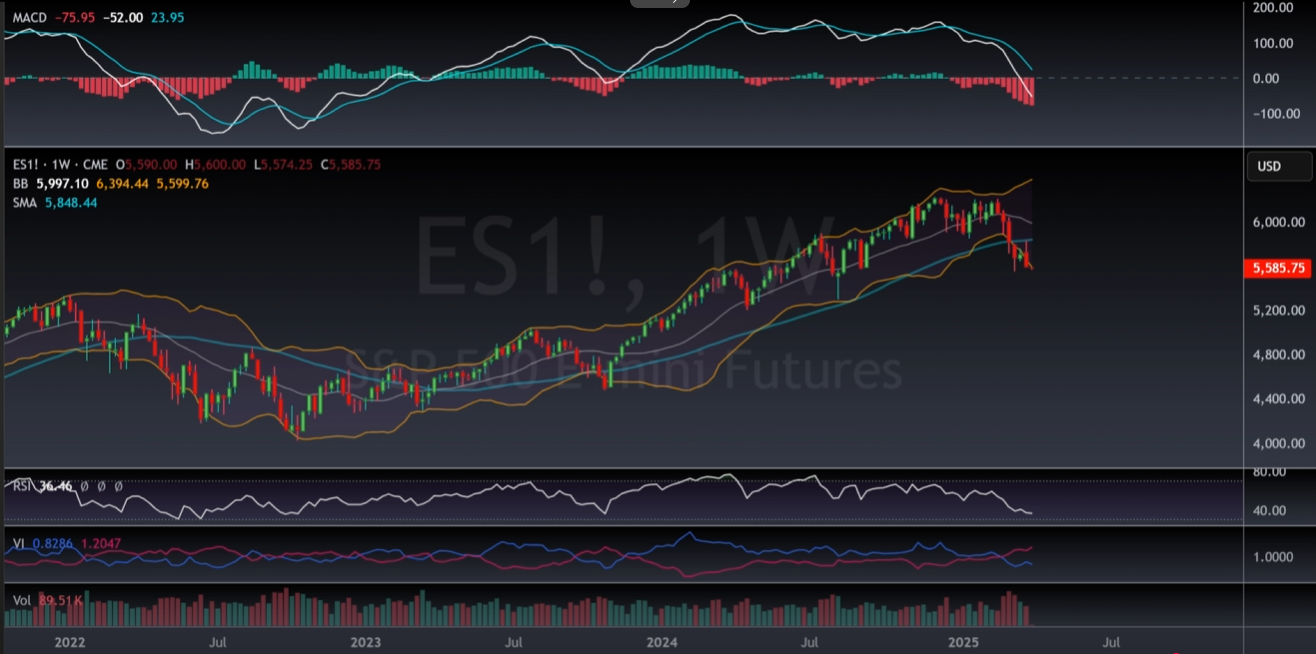 MACD −75.95 −52.00 23.95
200.00
100.00
0.00
−100.00
ES1! · 1W · CME O5,590.00 H5,600.00 L5,574.25 C5,585.75
USD
BB 5,997.10 6,394.44 5,599.76
SMA 5,848.44
ES1!, 1W
S&P 500 E-mini Futures
6,000.00
5,585.75
5,200.00
4,800.00
4,400.00
4,000.00
RSI 36.46 Ø Ø Ø
80.00
40.00
VI 0.8286 1.2047
1.0000
Vol 89.51K
2022 Jul 2023 Jul 2024 Jul 2025 Jul